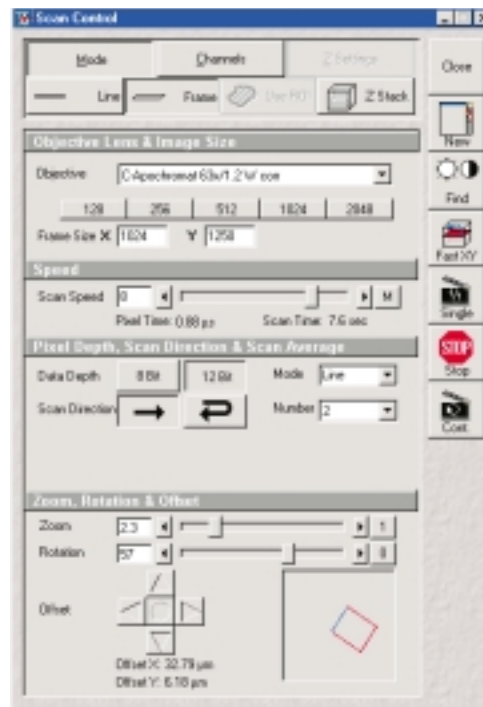 Scan Control
Mode Channels Z Settings Close
Line Frame Use ROI Z Stack
New
Objective Lens & Image Size
Objective C-Apochromat 63x/1.2 W corr
Find
128 256 512 1024 2048
Frame Size X 1024 Y 1250
Fast XY
Speed
Scan Speed 8 M
Pixel Time: 0.88 µs Scan Time: 7.6 sec
Single
Pixel Depth, Scan Direction & Scan Average
STOP
Data Depth 8 Bit 12 Bit Mode Line
Stop
Scan Direction Number 2
Cont.
Zoom, Rotation & Offset
Zoom 2.3 1
Rotation 57 0
Offset
Offset X: 32.79 µm
Offset Y: 6.18 µm